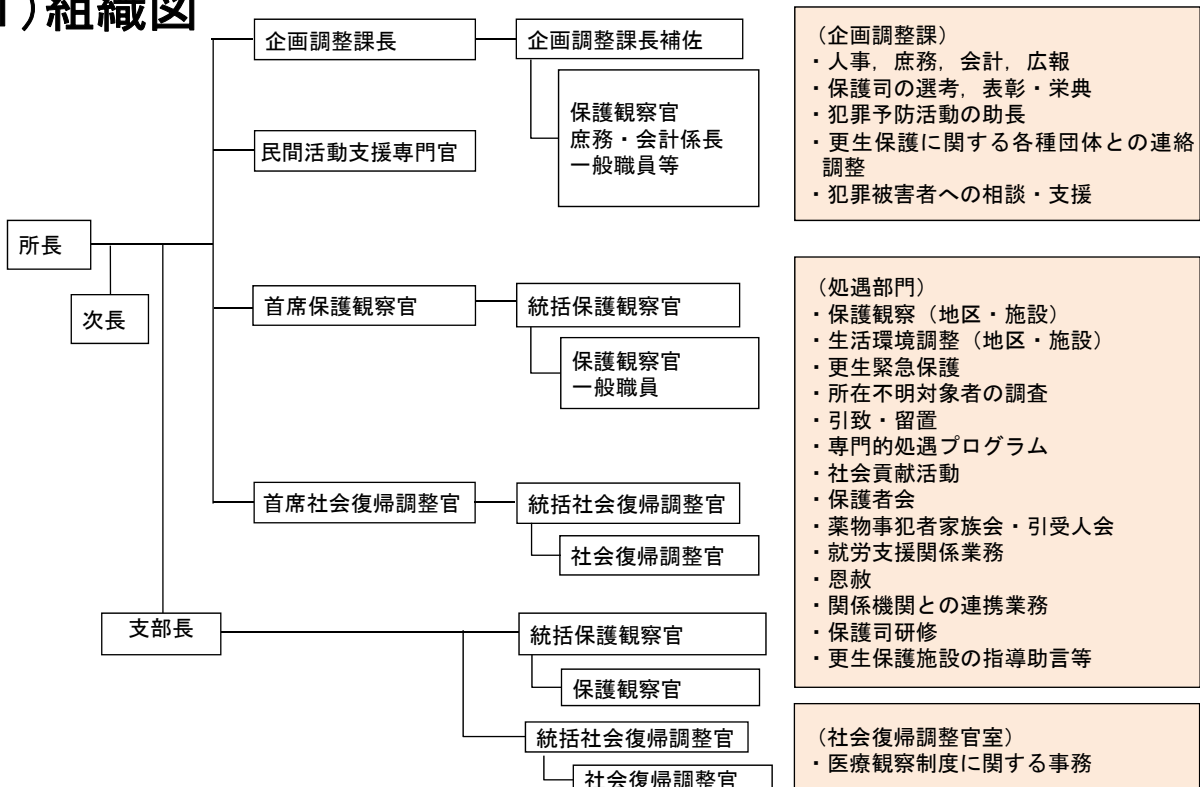 )組織図
企画調整課長
企画調整課長補佐
保護観察官
庶務・会計係長
一般職員等
民間活動支援専門官
所長
次長
首席保護観察官
統括保護観察官
保護観察官
一般職員
首席社会復帰調整官
統括社会復帰調整官
社会復帰調整官
支部長
統括保護観察官
保護観察官
統括社会復帰調整官
社会復帰調整官
(企画調整課)
・人事,庶務,会計,広報
・保護司の選考,表彰・栄典
・犯罪予防活動の助長
・更生保護に関する各種団体との連絡
調整
・犯罪被害者への相談・支援
(処遇部門)
・保護観察(地区・施設)
・生活環境調整(地区・施設)
・更生緊急保護
・所在不明対象者の調査
・引致・留置
・専門的処遇プログラム
・社会貢献活動
・保護者会
・薬物事犯者家族会・引受人会
・就労支援関係業務
・恩赦
・関係機関との連携業務
・保護司研修
・更生保護施設の指導助言等
(社会復帰調整官室)
・医療観察制度に関する事務